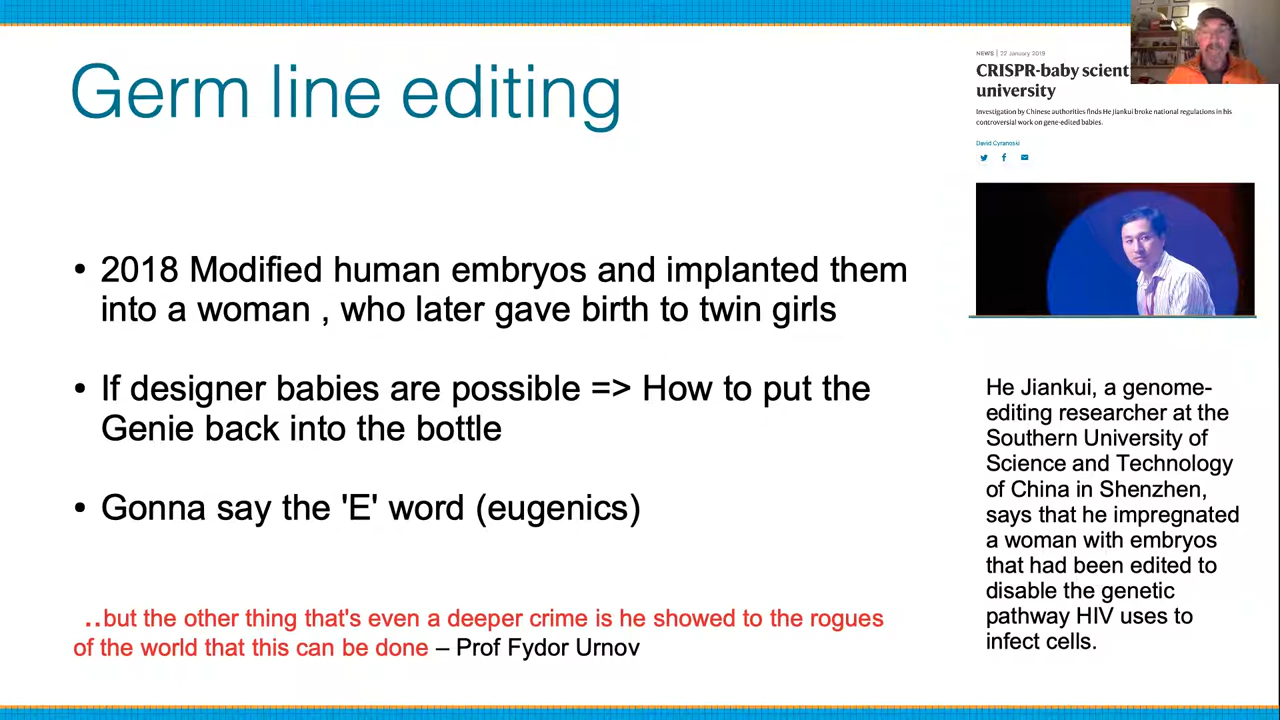 Germ line editing
• 2018 Modified human embryos and implanted them
into a woman , who later gave birth to twin girls
• If designer babies are possible => How to put the
Genie back into the bottle
• Gonna say the 'E' word (eugenics)
..but the other thing that's even a deeper crime is he showed to the rogues
of the world that this can be done – Prof Fydor Urnov
NEWS | 22 January 2019
CRISPR-baby scient
university
Investigation by Chinese authorities finds He Jiankui broke national regulations in his
controversial work on gene-edited babies.
David Cyranoski
He Jiankui, a genome-
editing researcher at the
Southern University of
Science and Technology
of China in Shenzhen,
says that he impregnated
a woman with embryos
that had been edited to
disable the genetic
pathway HIV uses to
infect cells.